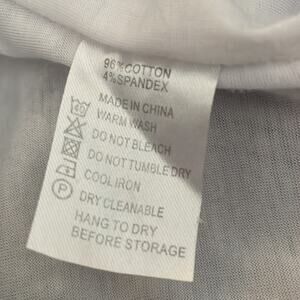 96%COTTON
4%SPANDEX
MADE IN CHINA
WARM WASH
DO NOT BLEACH
DO NOT TUMBLE DRY
COOL IRON
DRY CLEANABLE
HANG TO DRY
BEFORE STORAGE
40
P